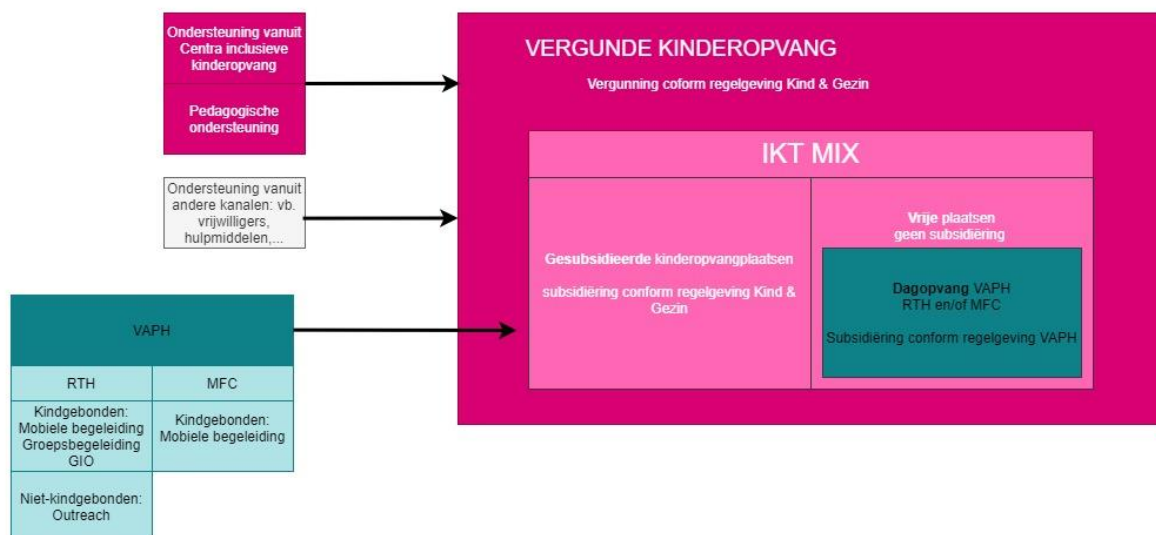 Ondersteuning vanuit
Centra inclusieve
kinderopvang
Pedagogische
ondersteuning
Ondersteuning vanuit
andere kanalen: vb.
vrijwilligers,
hulpmiddelen,...
VAPH
RTH
MFC
Kindgebonden:
Mobiele begeleiding
Groepsbegeleiding
GIO
Kindgebonden:
Mobiele begeleiding
Niet-kindgebonden:
Outreach
VERGUNDE KINDEROPVANG
Vergunning coform regelgeving Kind & Gezin
IKT MIX
Gesubsidieerde kinderopvangplaatsen
subsidiëring conform regelgeving Kind &
Gezin
Vrije plaatsen
geen subsidiëring
Dagopvang VAPH
RTH en/of MFC
Subsidiëring conform regelgeving VAPH